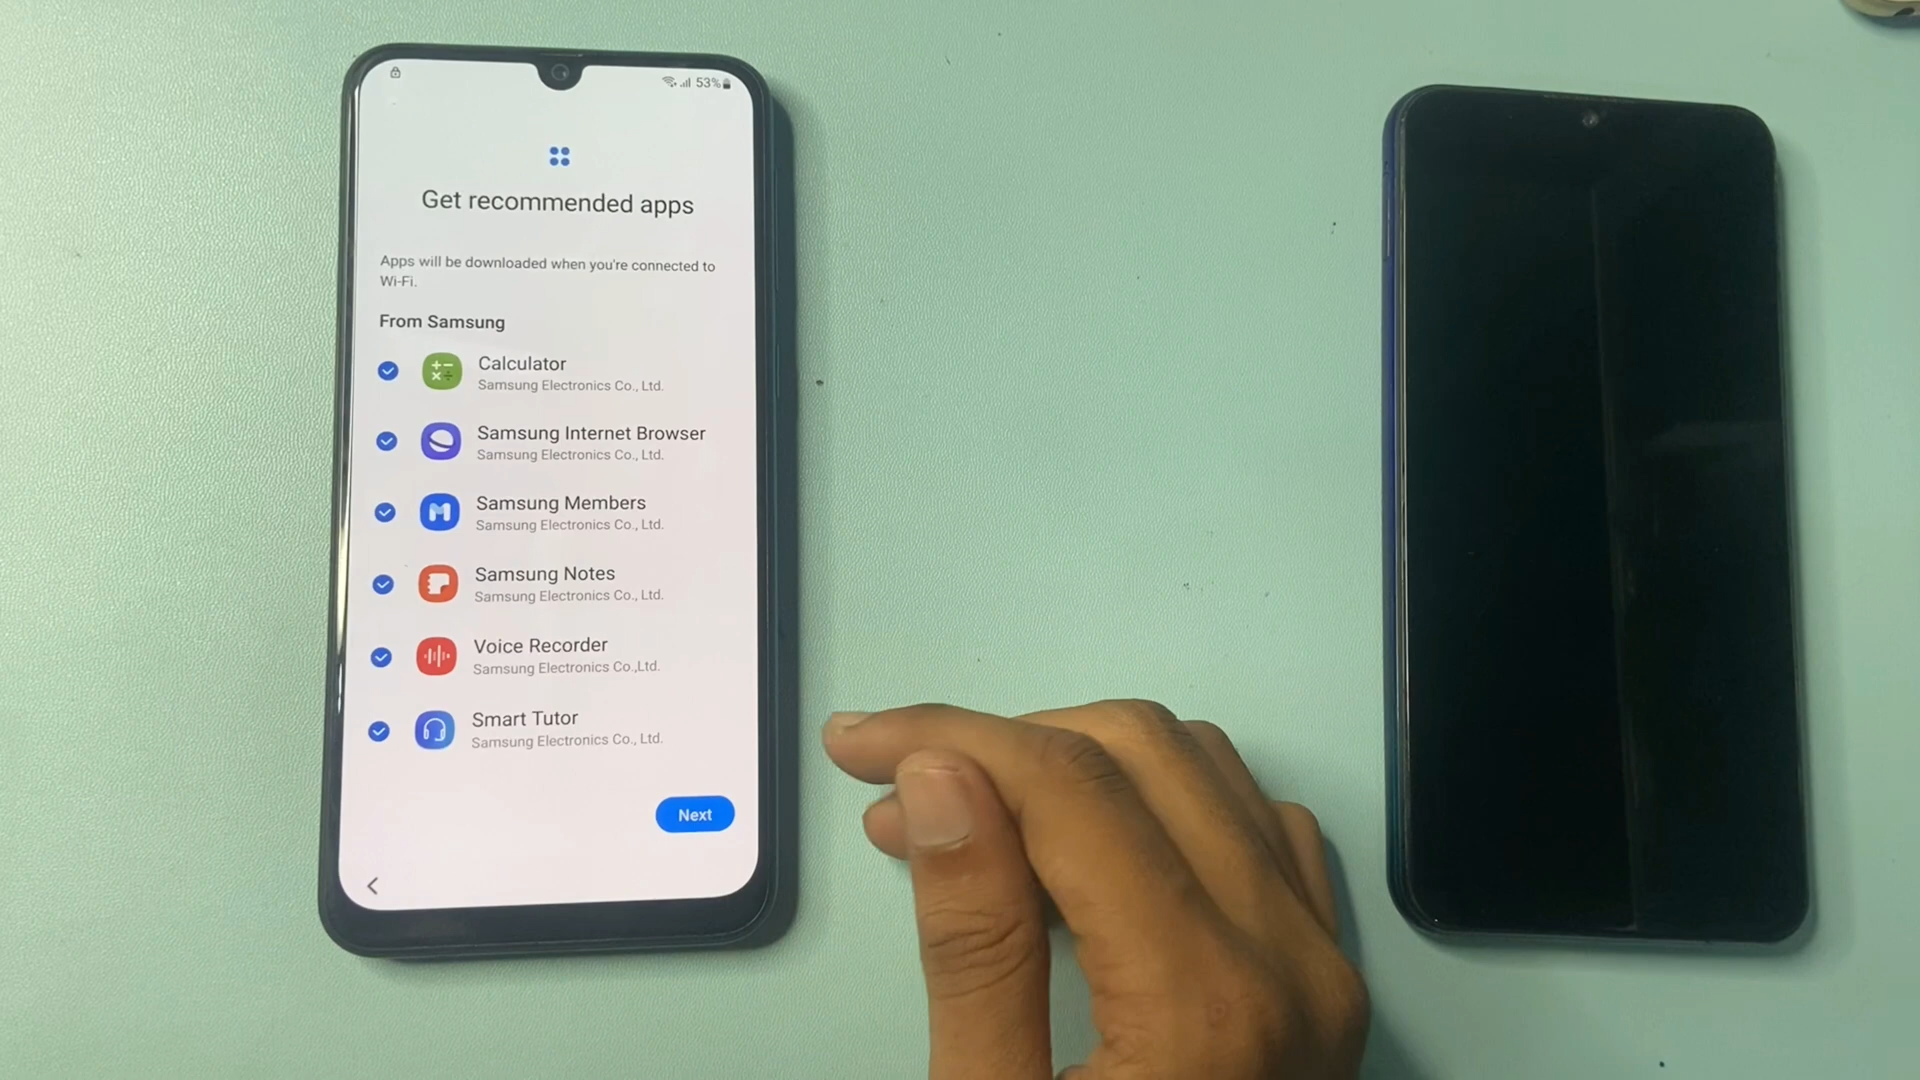 53%
Get recommended apps
Apps will be downloaded when you're connected to
Wi-Fi.
From Samsung
Calculator
Samsung Electronics Co., Ltd.
Samsung Internet Browser
Samsung Electronics Co., Ltd.
Samsung Members
Samsung Electronics Co., Ltd.
Samsung Notes
Samsung Electronics Co., Ltd.
Voice Recorder
Samsung Electronics Co.,Ltd.
Smart Tutor
Samsung Electronics Co., Ltd.
Next